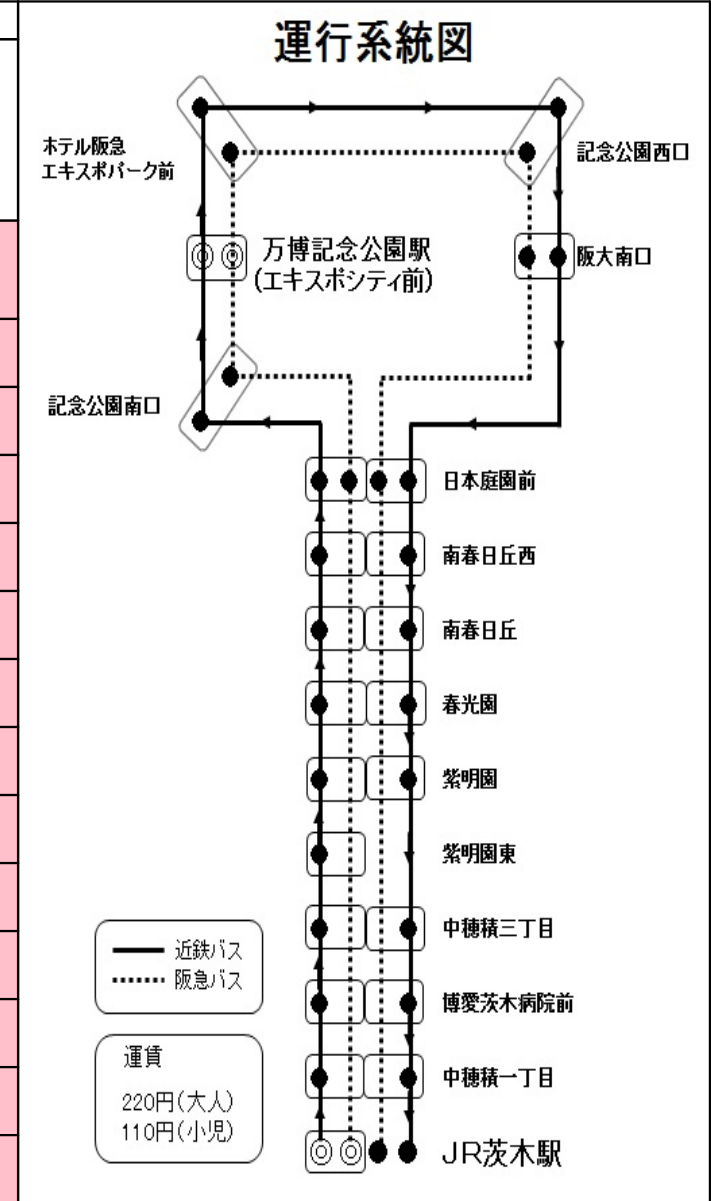 運行系統図
ホテル阪急
エキスポパーク前
記念公園西口
万博記念公園駅
(エキスポシティ前)
阪大南口
記念公園南口
日本庭園前
南春日丘西
南春日丘
春光園
紫明園
紫明園東
中穂積三丁目
博愛茨木病院前
中穂積一丁目
JR茨木駅
近鉄バス
阪急バス
運賃
220円(大人)
110円(小児)